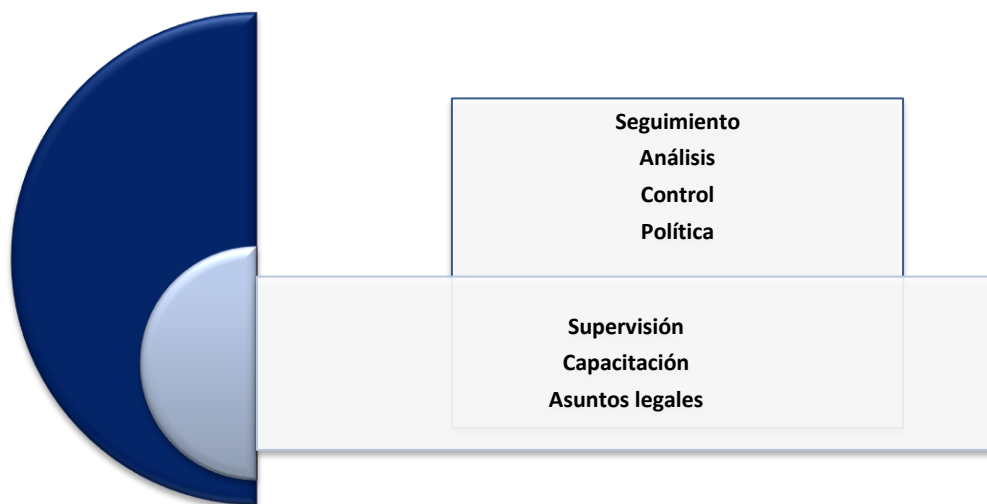 Seguimiento
Análisis
Control
Política
Supervisión
Capacitación
Asuntos legales